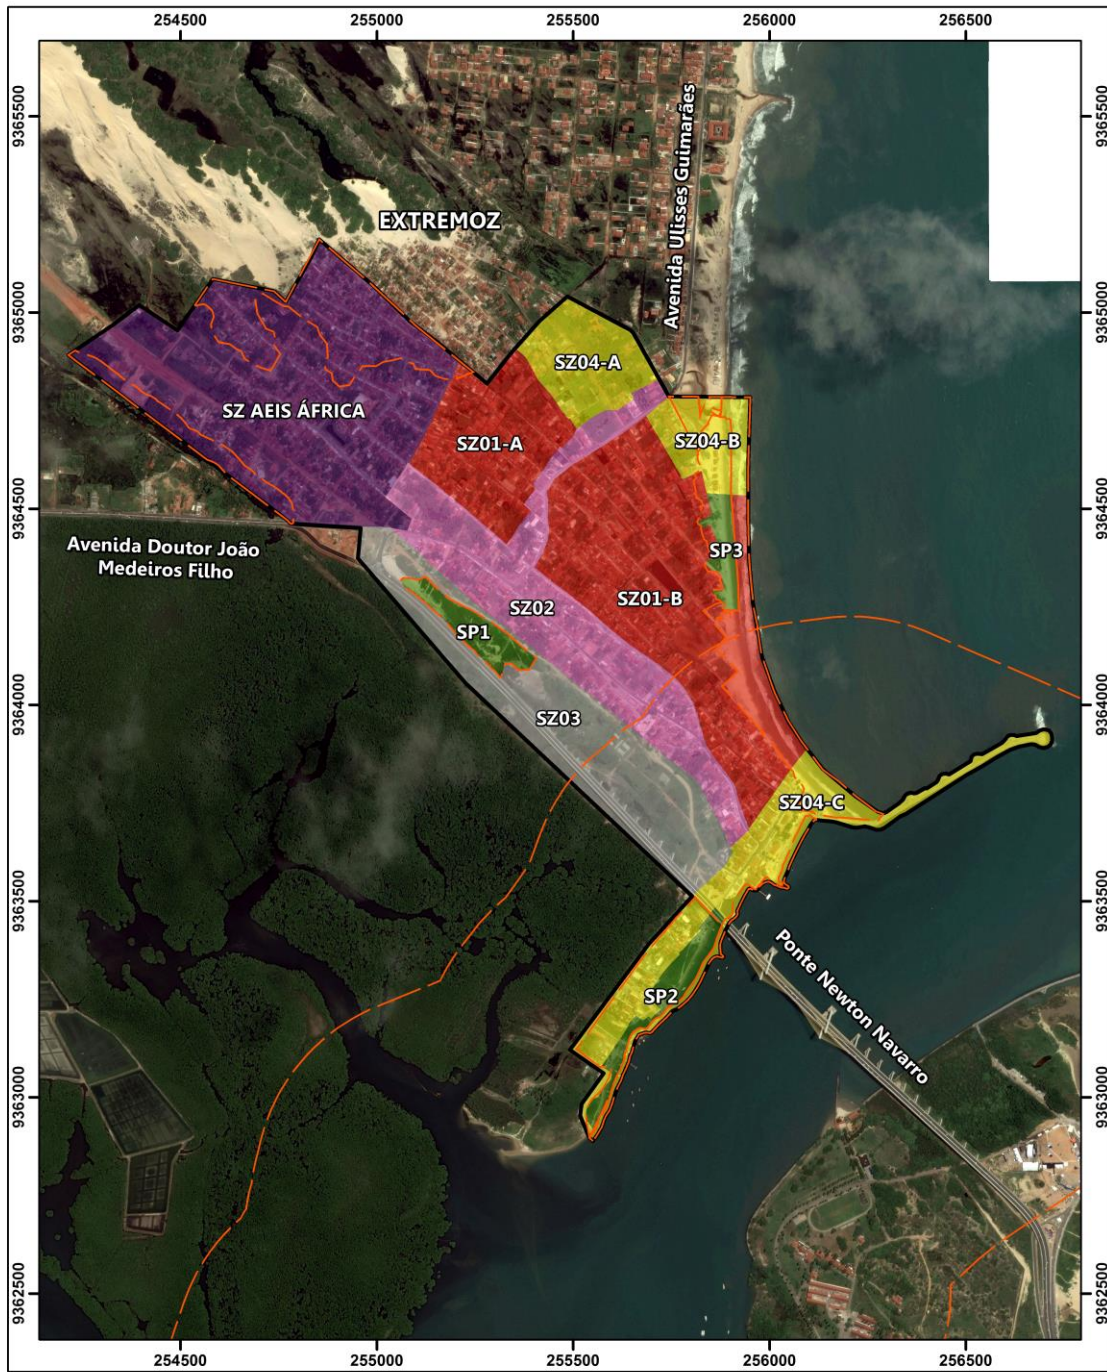 254500 255000 255500 256000 256500
9365500
9365000
9364500
9364000
9363500
9363000
9362500
EXTREMOZ
Avenida Ulisses Guimarães
SZ04-A
SZ AEIS ÁFRICA
SZ01-A
SZ04-B
Avenida Doutor João
Medeiros Filho
SP3
SZ02
SZ01-B
SP1
SZ03
SZ04-C
Ponte Newton Navarro
SP2
9365500
9365000
9364500
9364000
9363500
9363000
9362500
254500 255000 255500 256000 256500